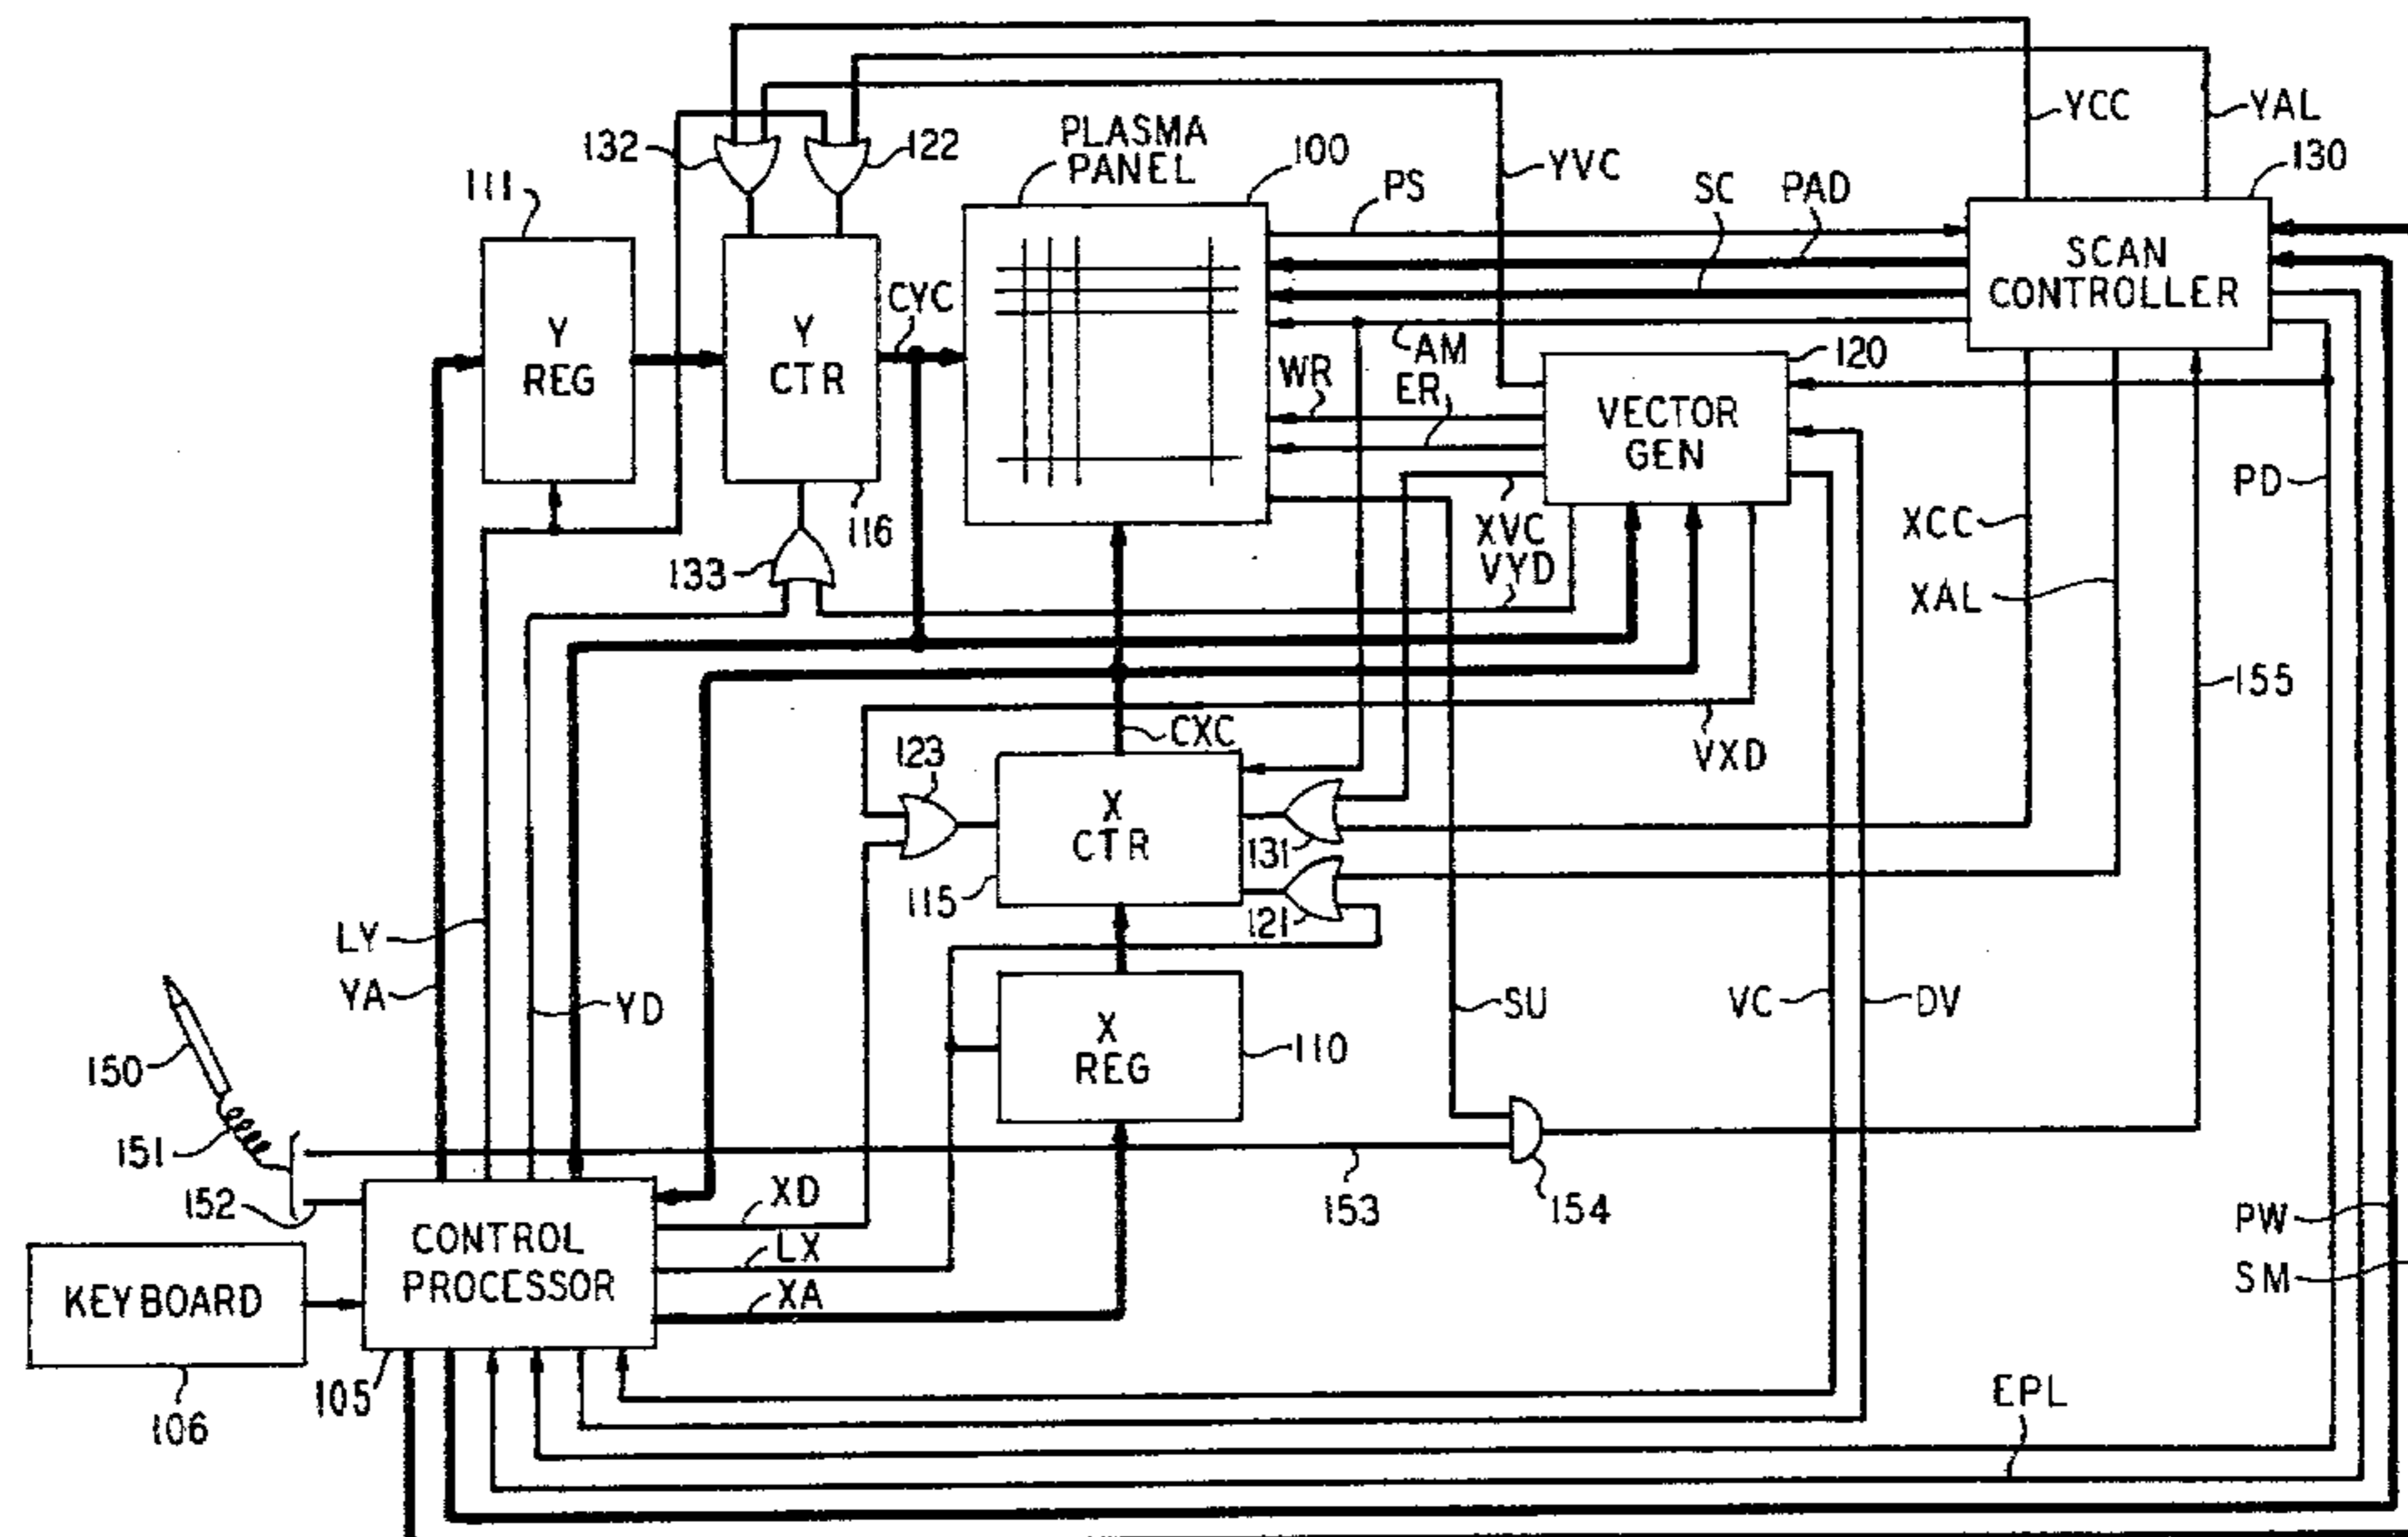 YCC
YAL
132
122
PLASMA
PANEL
100
YVC
PS
SC
PAD
130
111
Y
REG
Y
CTR
CYC
SCAN
CONTROLLER
AM
WR
ER
120
VECTOR
GEN
PD
116
133
XVC
VYD
XCC
XAL
155
CXC
VXD
123
X
CTR
131
115
121
LY
YA
YD
SU
VC
DV
X
REG
110
150
151
152
153
154
XD
LX
XA
CONTROL
PROCESSOR
KEYBOARD
PW
SM
105
106
EPL